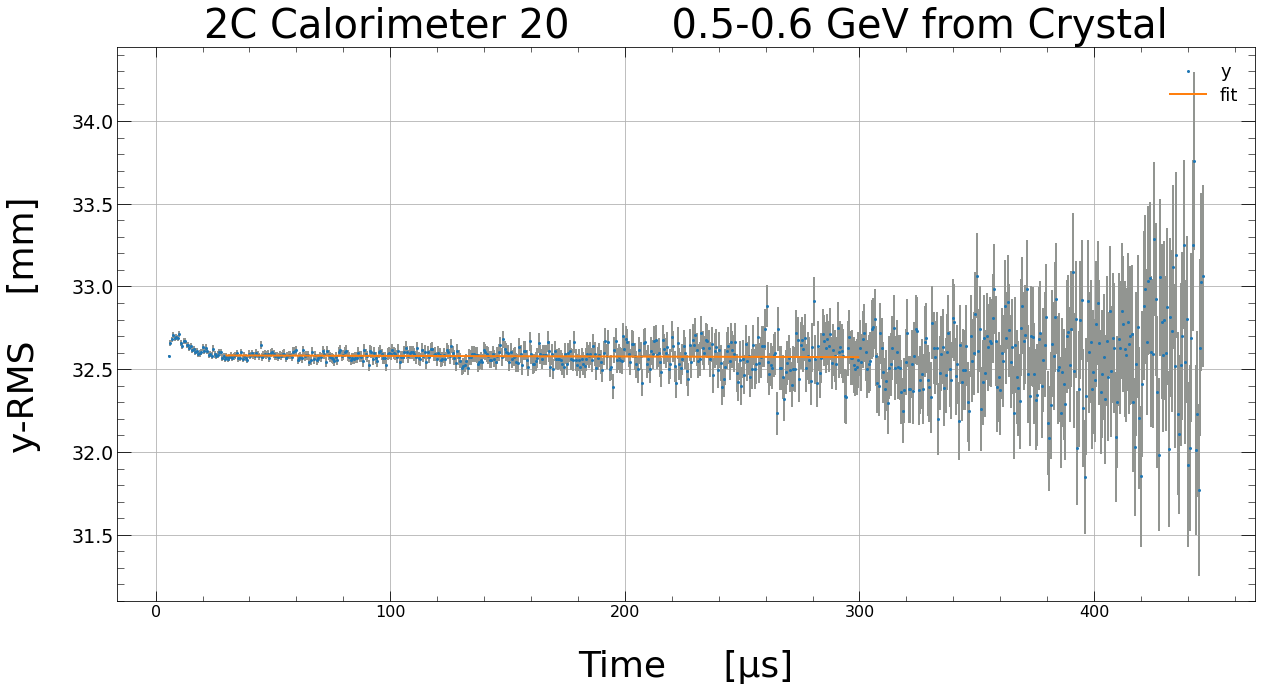 2C Calorimeter 20 0.5-0.6 GeV from Crystal
y
fit
34.0
33.5
33.0
32.5
32.0
31.5
y-RMS [mm]
0 100 200 300 400
Time [μs]